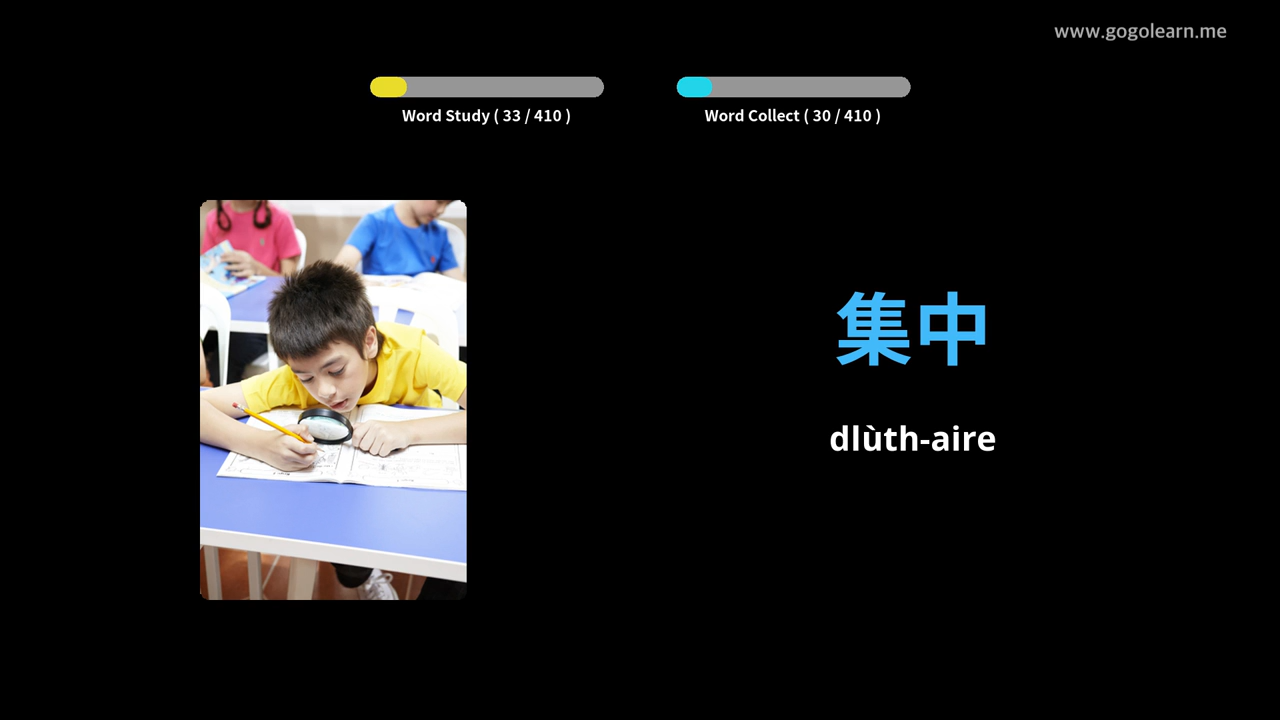 www.gogolearn.me
Word Study ( 33 / 410 )
Word Collect ( 30 / 410 )
集中
dlùth-aire